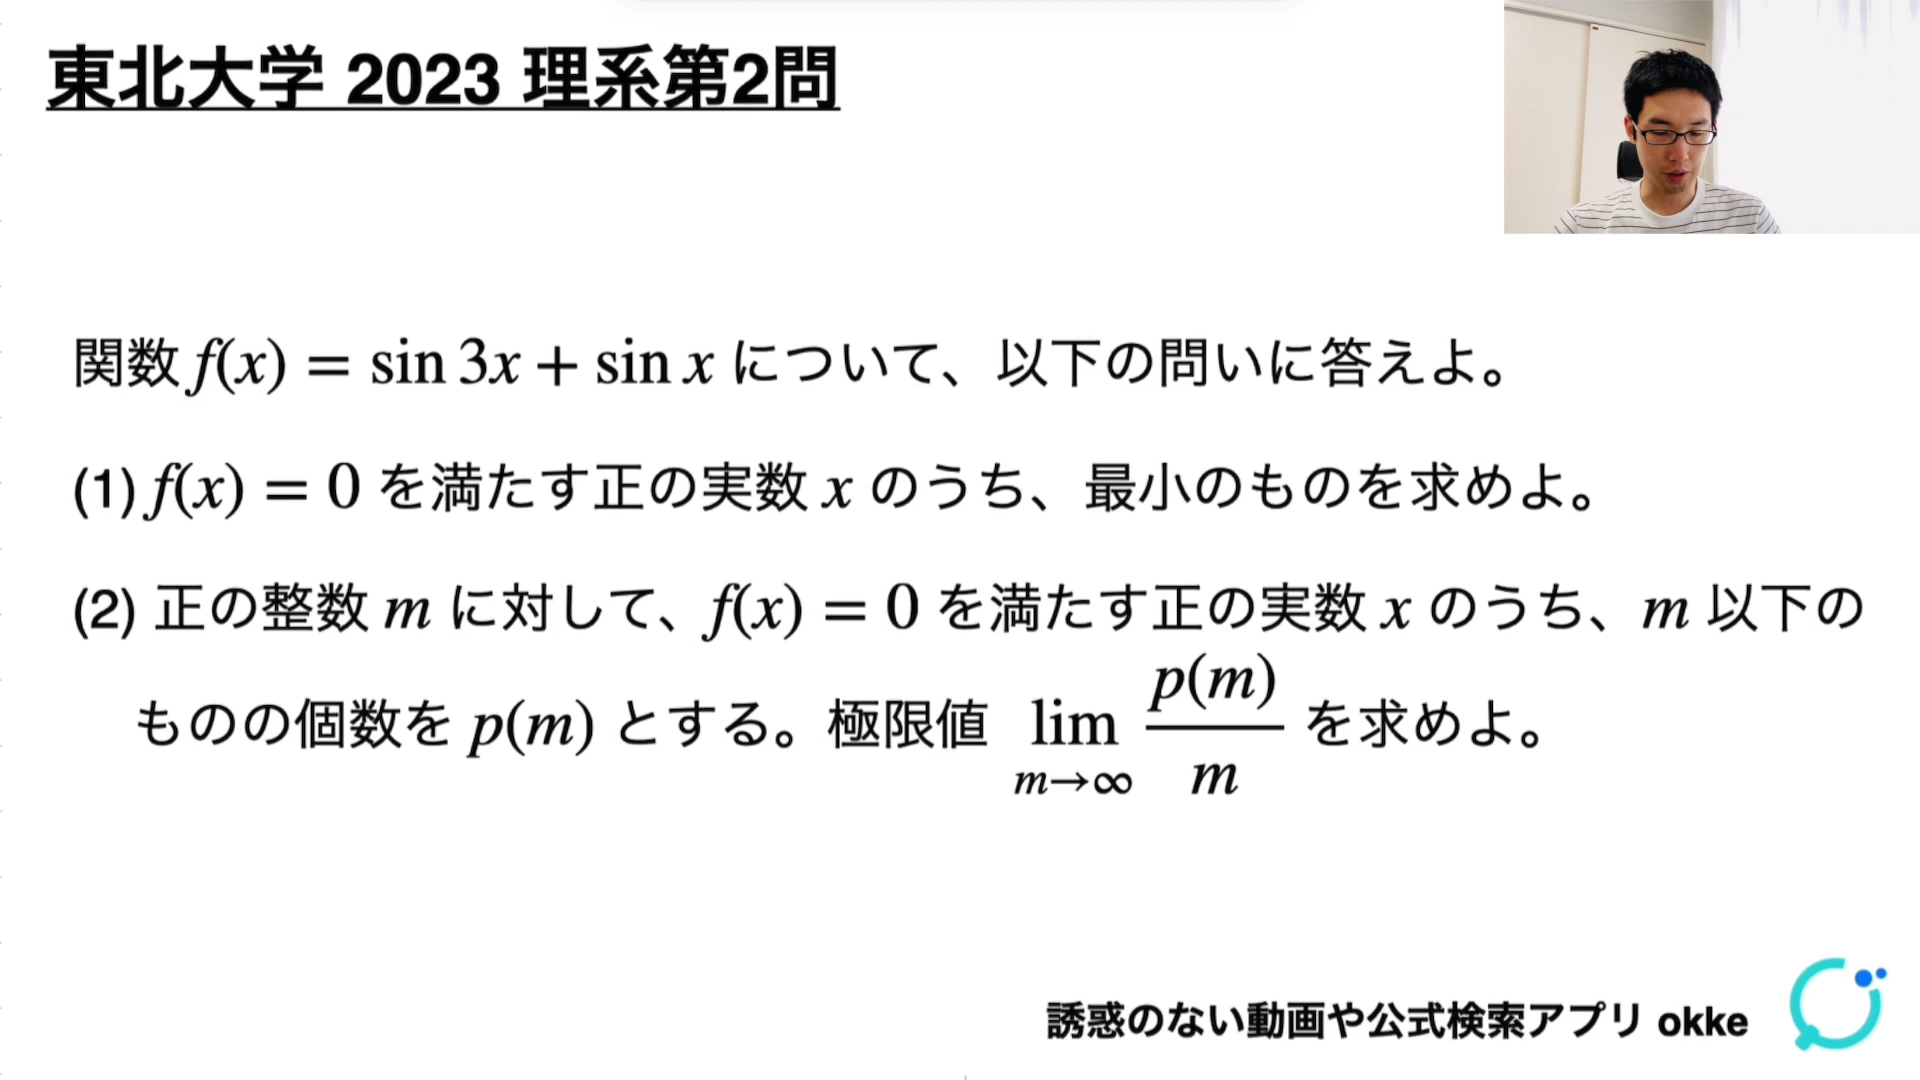 東北大学 2023 理系第2問
関数 f(x) = sin 3x + sin x について、以下の問いに答えよ。
(1) f(x) = 0 を満たす正の実数 x のうち、最小のものを求めよ。
(2) 正の整数 m に対して、f(x) = 0 を満たす正の実数 x のうち、m 以下の
ものの個数を p(m) とする。極限値 lim_{m→∞} p(m)/m を求めよ。
誘惑のない動画や公式検索アプリ okke